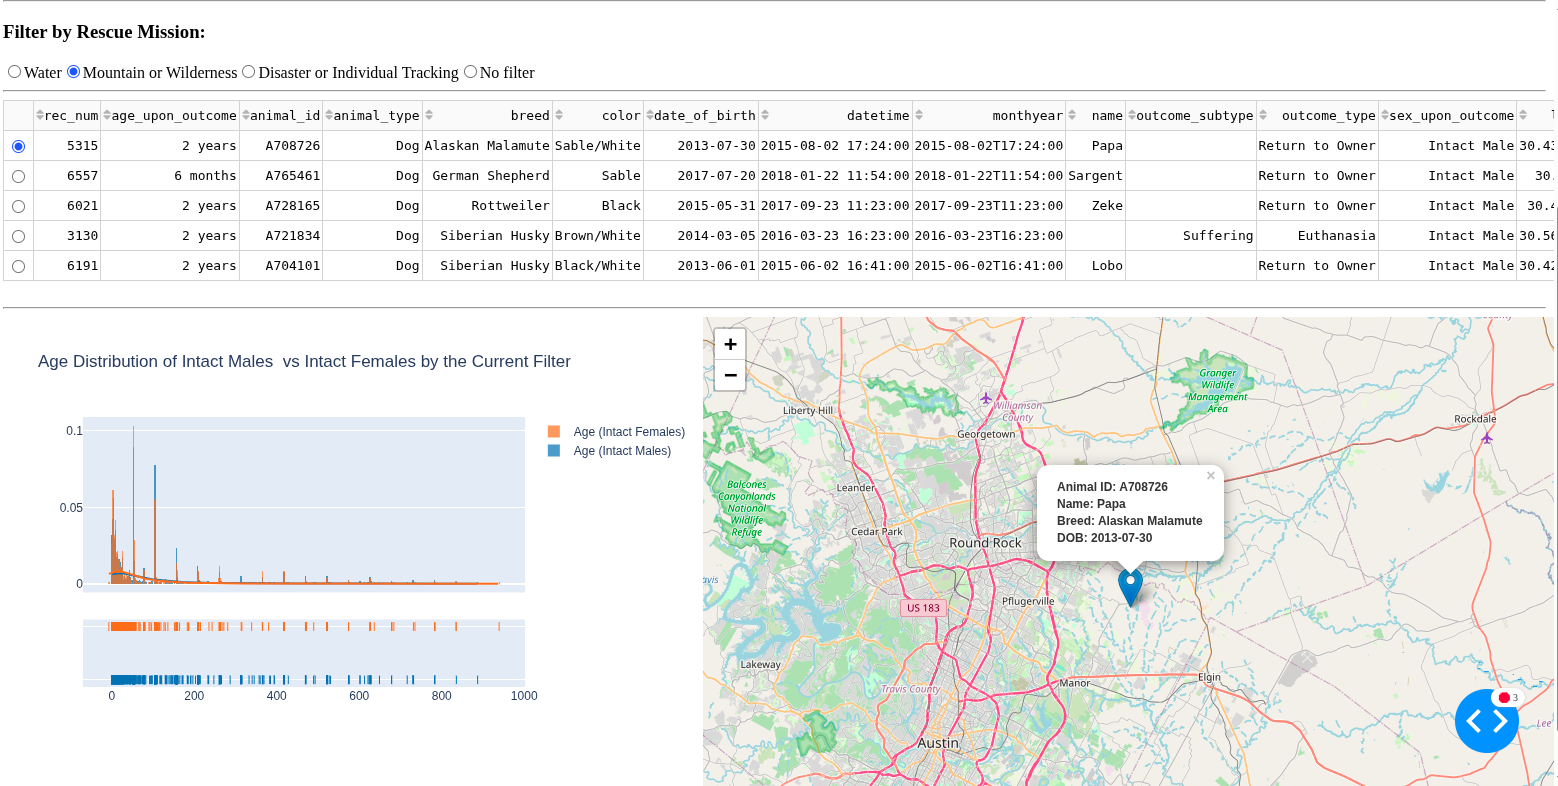 Filter by Rescue Mission:
Water Mountain or Wilderness Disaster or Individual Tracking No filter
rec_num age_upon_outcome animal_id animal_type breed color date_of_birth datetime monthyear name outcome_subtype outcome_type sex_upon_outcome
5315 2 years A708726 Dog Alaskan Malamute Sable/White 2013-07-30 2015-08-02 17:24:00 2015-08-02T17:24:00 Papa Return to Owner Intact Male 30.43
6557 6 months A765461 Dog German Shepherd Sable 2017-07-20 2018-01-22 11:54:00 2018-01-22T11:54:00 Sargent Return to Owner Intact Male 30.
6021 2 years A728165 Dog Rottweiler Black 2015-05-31 2017-09-23 11:23:00 2017-09-23T11:23:00 Zeke Return to Owner Intact Male 30.4
3130 2 years A721834 Dog Siberian Husky Brown/White 2014-03-05 2016-03-23 16:23:00 2016-03-23T16:23:00 Suffering Euthanasia Intact Male 30.56
6191 2 years A704101 Dog Siberian Husky Black/White 2013-06-01 2015-06-02 16:41:00 2015-06-02T16:41:00 Lobo Return to Owner Intact Male 30.42
Age Distribution of Intact Males vs Intact Females by the Current Filter
0.1
0.05
0
Age (Intact Females)
Age (Intact Males)
0 200 400 600 800 1000
+
−
County
Granger
Wildlife
Management
Area
Liberty Hill
Williamson
County
Georgetown
Rockdale
Balcones
Canyonlands
National
Wildlife
Refuge
Leander
Cedar Park
Round Rock
×
Animal ID: A708726
Name: Papa
Breed: Alaskan Malamute
DOB: 2013-07-30
avis
US 183
Pflugerville
Lakeway
Travis County
Manor
Elgin
3
Lee
Austin